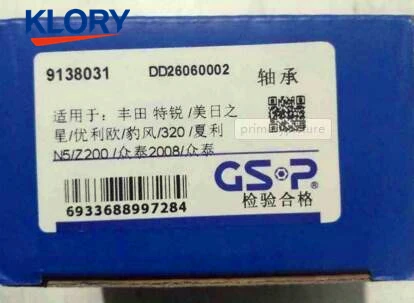 KLORY
9138031 DD26060002 轴承
适用于：丰田 特锐/美日之
星/优利欧/豹风/320/夏利
N5/Z200/众泰2008/众泰
GSP®
6933688997284 检验合格